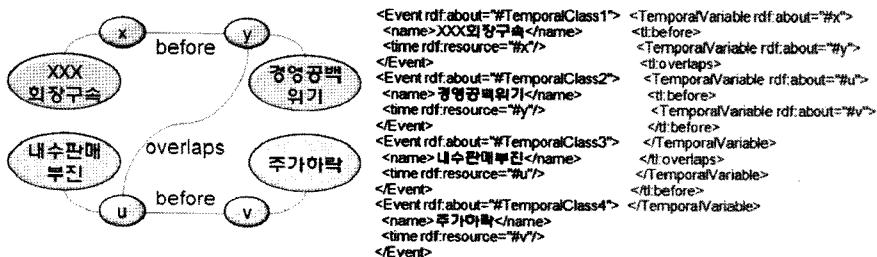 x
before
y
XXX
회장구속
경영공백
위기
내수판매
부진
overlaps
주가하락
u
before
v
<Event rdf:about="#TemporalClass1">
<name>XXX회장구속</name>
<time rdf:resource="#x"/>
</Event>
<Event rdf:about="#TemporalClass2">
<name>경영공백위기</name>
<time rdf:resource="#y"/>
</Event>
<Event rdf:about="#TemporalClass3">
<name>내수판매부진</name>
<time rdf:resource="#u"/>
</Event>
<Event rdf:about="#TemporalClass4">
<name>주가하락</name>
<time rdf:resource="#v"/>
</Event>
<TemporalVariable rdf:about="#x">
<tl:before>
<TemporalVariable rdf:about="#y">
<tl:overlaps>
<TemporalVariable rdf:about="#u">
<tl:before>
<TemporalVariable rdf:about="#v">
</tl:before>
</TemporalVariable>
</tl:overlaps>
</TemporalVariable>
</tl:before>
</TemporalVariable>